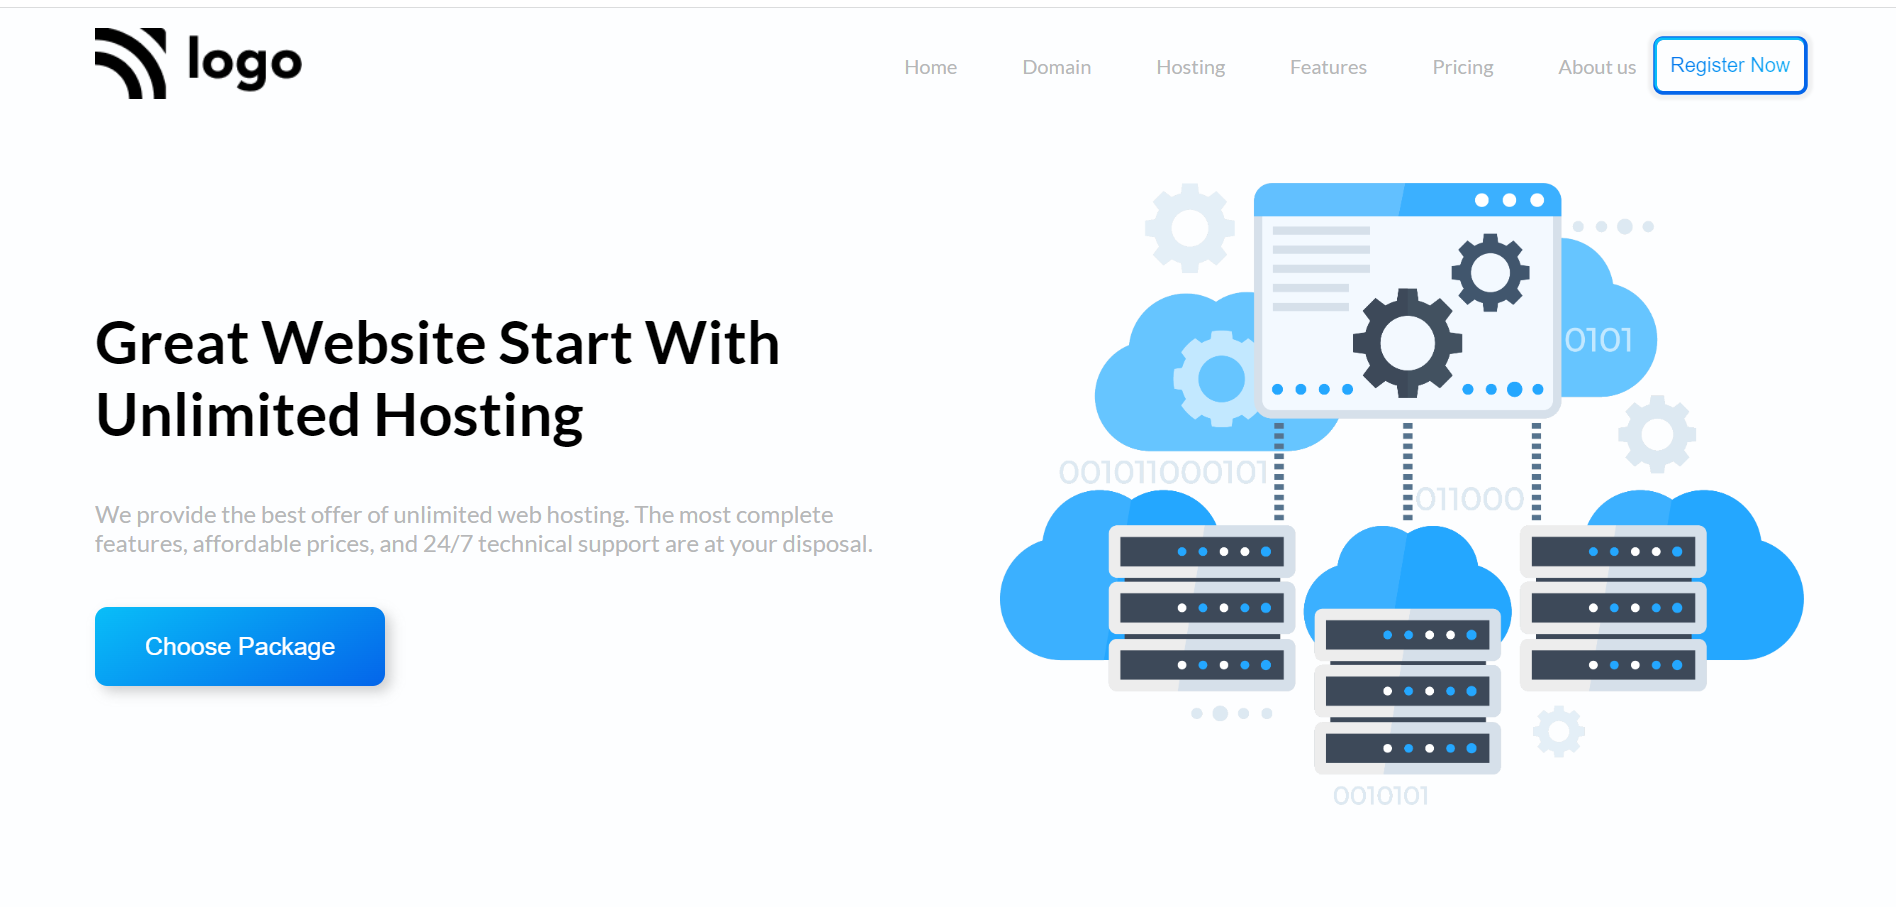 logo
Home Domain Hosting Features Pricing About us Register Now
Great Website Start With
Unlimited Hosting
We provide the best offer of unlimited web hosting. The most complete
features, affordable prices, and 24/7 technical support are at your disposal.
Choose Package
0101
001011000101
011000
0010101